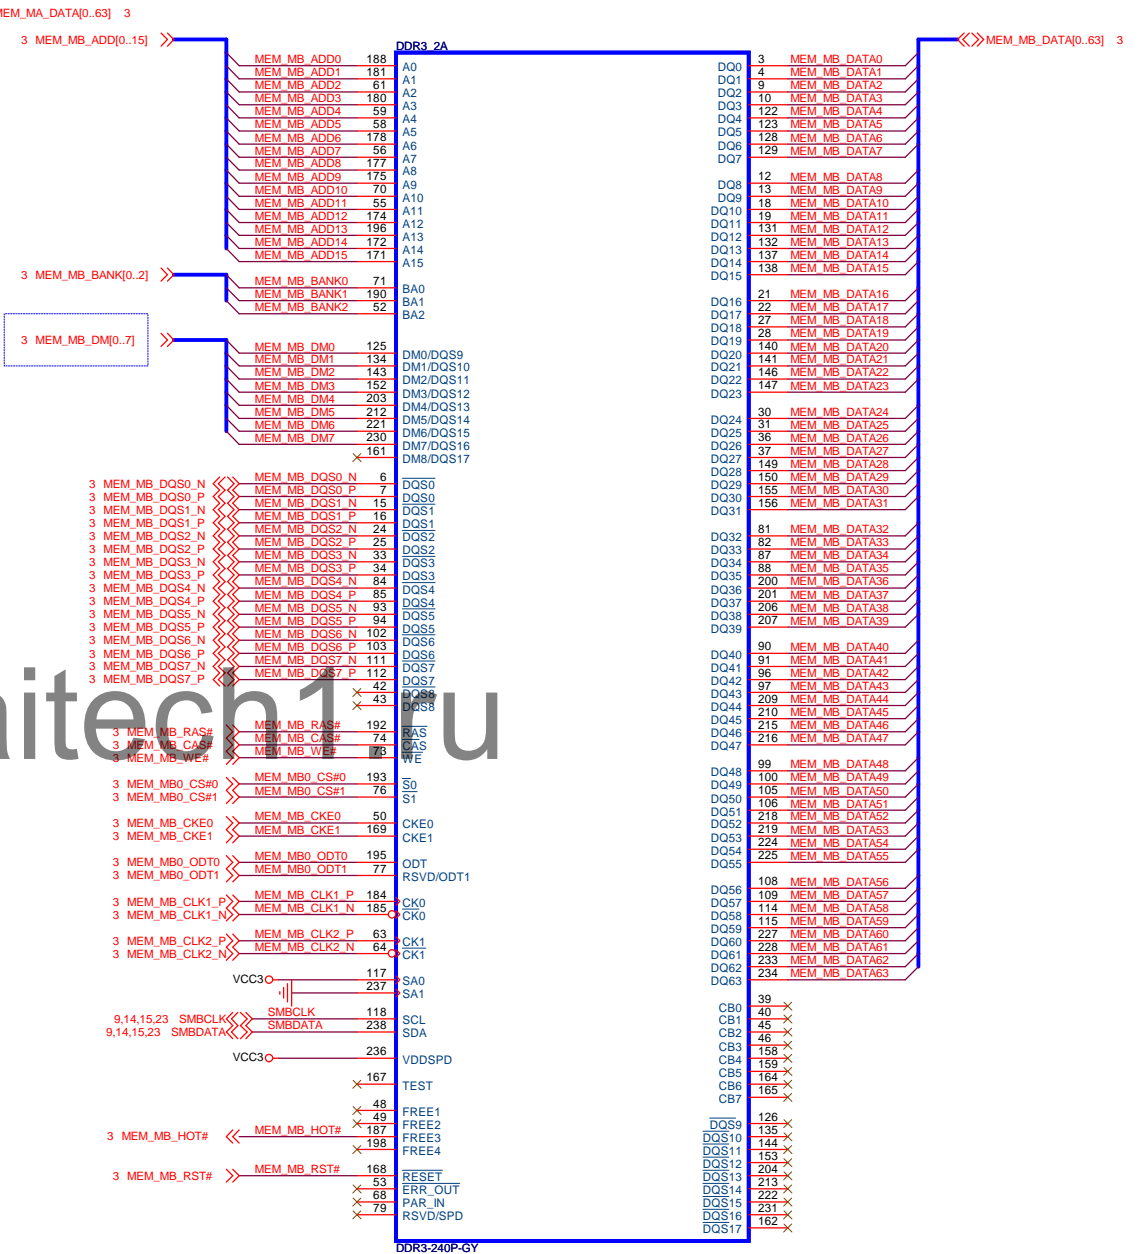 MEM_MA_DATA[0..63] 3
3 MEM_MB_ADD[0..15]
MEM_MB_DATA[0..63] 3
DDR3_2A
MEM_MB_ADD0 188 A0
MEM_MB_ADD1 181 A1
MEM_MB_ADD2 61 A2
MEM_MB_ADD3 180 A3
MEM_MB_ADD4 59 A4
MEM_MB_ADD5 58 A5
MEM_MB_ADD6 178 A6
MEM_MB_ADD7 56 A7
MEM_MB_ADD8 177 A8
MEM_MB_ADD9 175 A9
MEM_MB_ADD10 70 A10
MEM_MB_ADD11 55 A11
MEM_MB_ADD12 174 A12
MEM_MB_ADD13 196 A13
MEM_MB_ADD14 172 A14
MEM_MB_ADD15 171 A15
3 MEM_MB_BANK[0..2]
MEM_MB_BANK0 71 BA0
MEM_MB_BANK1 190 BA1
MEM_MB_BANK2 52 BA2
3 MEM_MB_DM[0..7]
MEM_MB_DM0 125 DM0/DQS9
MEM_MB_DM1 134 DM1/DQS10
MEM_MB_DM2 143 DM2/DQS11
MEM_MB_DM3 152 DM3/DQS12
MEM_MB_DM4 203 DM4/DQS13
MEM_MB_DM5 212 DM5/DQS14
MEM_MB_DM6 221 DM6/DQS15
MEM_MB_DM7 230 DM7/DQS16
161 DM8/DQS17
3 MEM_MB_DQS0_N MEM_MB_DQS0_N 6 DQS0
3 MEM_MB_DQS0_P MEM_MB_DQS0_P 7 DQS0
3 MEM_MB_DQS1_N MEM_MB_DQS1_N 15 DQS1
3 MEM_MB_DQS1_P MEM_MB_DQS1_P 16 DQS1
3 MEM_MB_DQS2_N MEM_MB_DQS2_N 24 DQS2
3 MEM_MB_DQS2_P MEM_MB_DQS2_P 25 DQS2
3 MEM_MB_DQS3_N MEM_MB_DQS3_N 33 DQS3
3 MEM_MB_DQS3_P MEM_MB_DQS3_P 34 DQS3
3 MEM_MB_DQS4_N MEM_MB_DQS4_N 84 DQS4
3 MEM_MB_DQS4_P MEM_MB_DQS4_P 85 DQS4
3 MEM_MB_DQS5_N MEM_MB_DQS5_N 93 DQS5
3 MEM_MB_DQS5_P MEM_MB_DQS5_P 94 DQS5
3 MEM_MB_DQS6_N MEM_MB_DQS6_N 102 DQS6
3 MEM_MB_DQS6_P MEM_MB_DQS6_P 103 DQS6
3 MEM_MB_DQS7_N MEM_MB_DQS7_N 111 DQS7
3 MEM_MB_DQS7_P MEM_MB_DQS7_P 112 DQS7
42 DQS8
43 DQS8
itech1.ru
3 MEM_MB_RAS# MEM_MB_RAS# 192 RAS
3 MEM_MB_CAS# MEM_MB_CAS# 74 CAS
3 MEM_MB_WE# MEM_MB_WE# 73 WE
3 MEM_MB0_CS#0 MEM_MB0_CS#0 193 S0
3 MEM_MB0_CS#1 MEM_MB0_CS#1 76 S1
3 MEM_MB_CKE0 MEM_MB_CKE0 50 CKE0
3 MEM_MB_CKE1 MEM_MB_CKE1 169 CKE1
3 MEM_MB0_ODT0 MEM_MB0_ODT0 195 ODT
3 MEM_MB0_ODT1 MEM_MB0_ODT1 77 RSVD/ODT1
3 MEM_MB_CLK1_P MEM_MB_CLK1_P 184 CK0
3 MEM_MB_CLK1_N MEM_MB_CLK1_N 185 CK0
3 MEM_MB_CLK2_P MEM_MB_CLK2_P 63 CK1
3 MEM_MB_CLK2_N MEM_MB_CLK2_N 64 CK1
VCC3 117 SA0
237 SA1
9,14,15,23 SMBCLK SMBCLK 118 SCL
9,14,15,23 SMBDATA SMBDATA 238 SDA
VCC3 236 VDDSPD
167 TEST
48 FREE1
49 FREE2
3 MEM_MB_HOT# MEM_MB_HOT# 187 FREE3
198 FREE4
3 MEM_MB_RST# MEM_MB_RST# 168 RESET
53 ERR_OUT
68 PAR_IN
79 RSVD/SPD
DQ0 3 MEM_MB_DATA0
DQ1 4 MEM_MB_DATA1
DQ2 9 MEM_MB_DATA2
DQ3 10 MEM_MB_DATA3
DQ4 122 MEM_MB_DATA4
DQ5 123 MEM_MB_DATA5
DQ6 128 MEM_MB_DATA6
DQ7 129 MEM_MB_DATA7
DQ8 12 MEM_MB_DATA8
DQ9 13 MEM_MB_DATA9
DQ10 18 MEM_MB_DATA10
DQ11 19 MEM_MB_DATA11
DQ12 131 MEM_MB_DATA12
DQ13 132 MEM_MB_DATA13
DQ14 137 MEM_MB_DATA14
DQ15 138 MEM_MB_DATA15
DQ16 21 MEM_MB_DATA16
DQ17 22 MEM_MB_DATA17
DQ18 27 MEM_MB_DATA18
DQ19 28 MEM_MB_DATA19
DQ20 140 MEM_MB_DATA20
DQ21 141 MEM_MB_DATA21
DQ22 146 MEM_MB_DATA22
DQ23 147 MEM_MB_DATA23
DQ24 30 MEM_MB_DATA24
DQ25 31 MEM_MB_DATA25
DQ26 36 MEM_MB_DATA26
DQ27 37 MEM_MB_DATA27
DQ28 149 MEM_MB_DATA28
DQ29 150 MEM_MB_DATA29
DQ30 155 MEM_MB_DATA30
DQ31 156 MEM_MB_DATA31
DQ32 81 MEM_MB_DATA32
DQ33 82 MEM_MB_DATA33
DQ34 87 MEM_MB_DATA34
DQ35 88 MEM_MB_DATA35
DQ36 200 MEM_MB_DATA36
DQ37 201 MEM_MB_DATA37
DQ38 206 MEM_MB_DATA38
DQ39 207 MEM_MB_DATA39
DQ40 90 MEM_MB_DATA40
DQ41 91 MEM_MB_DATA41
DQ42 96 MEM_MB_DATA42
DQ43 97 MEM_MB_DATA43
DQ44 209 MEM_MB_DATA44
DQ45 210 MEM_MB_DATA45
DQ46 215 MEM_MB_DATA46
DQ47 216 MEM_MB_DATA47
DQ48 99 MEM_MB_DATA48
DQ49 100 MEM_MB_DATA49
DQ50 105 MEM_MB_DATA50
DQ51 106 MEM_MB_DATA51
DQ52 218 MEM_MB_DATA52
DQ53 219 MEM_MB_DATA53
DQ54 224 MEM_MB_DATA54
DQ55 225 MEM_MB_DATA55
DQ56 108 MEM_MB_DATA56
DQ57 109 MEM_MB_DATA57
DQ58 114 MEM_MB_DATA58
DQ59 115 MEM_MB_DATA59
DQ60 227 MEM_MB_DATA60
DQ61 228 MEM_MB_DATA61
DQ62 233 MEM_MB_DATA62
DQ63 234 MEM_MB_DATA63
CB0 39
CB1 40
CB2 45
CB3 46
CB4 158
CB5 159
CB6 164
CB7 165
DQS9 126
DQS10 135
DQS11 144
DQS12 153
DQS13 204
DQS14 213
DQS15 222
DQS16 231
DQS17 162
DDR3-240P-GY